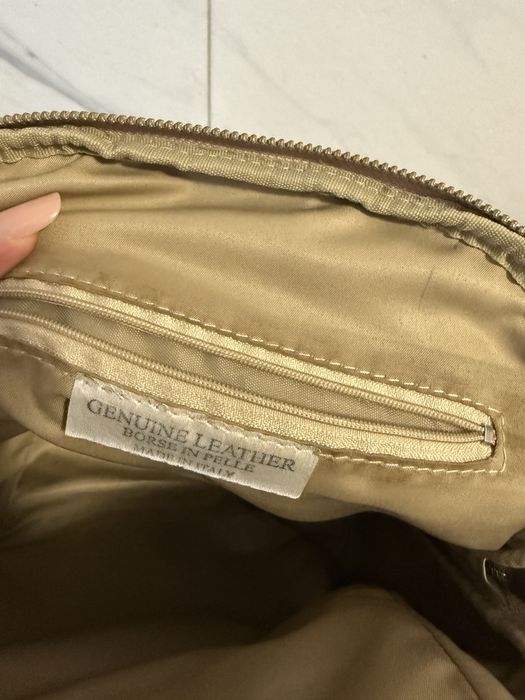 GENUINE LEATHER
BORSE IN PELLE
MADE IN ITALY